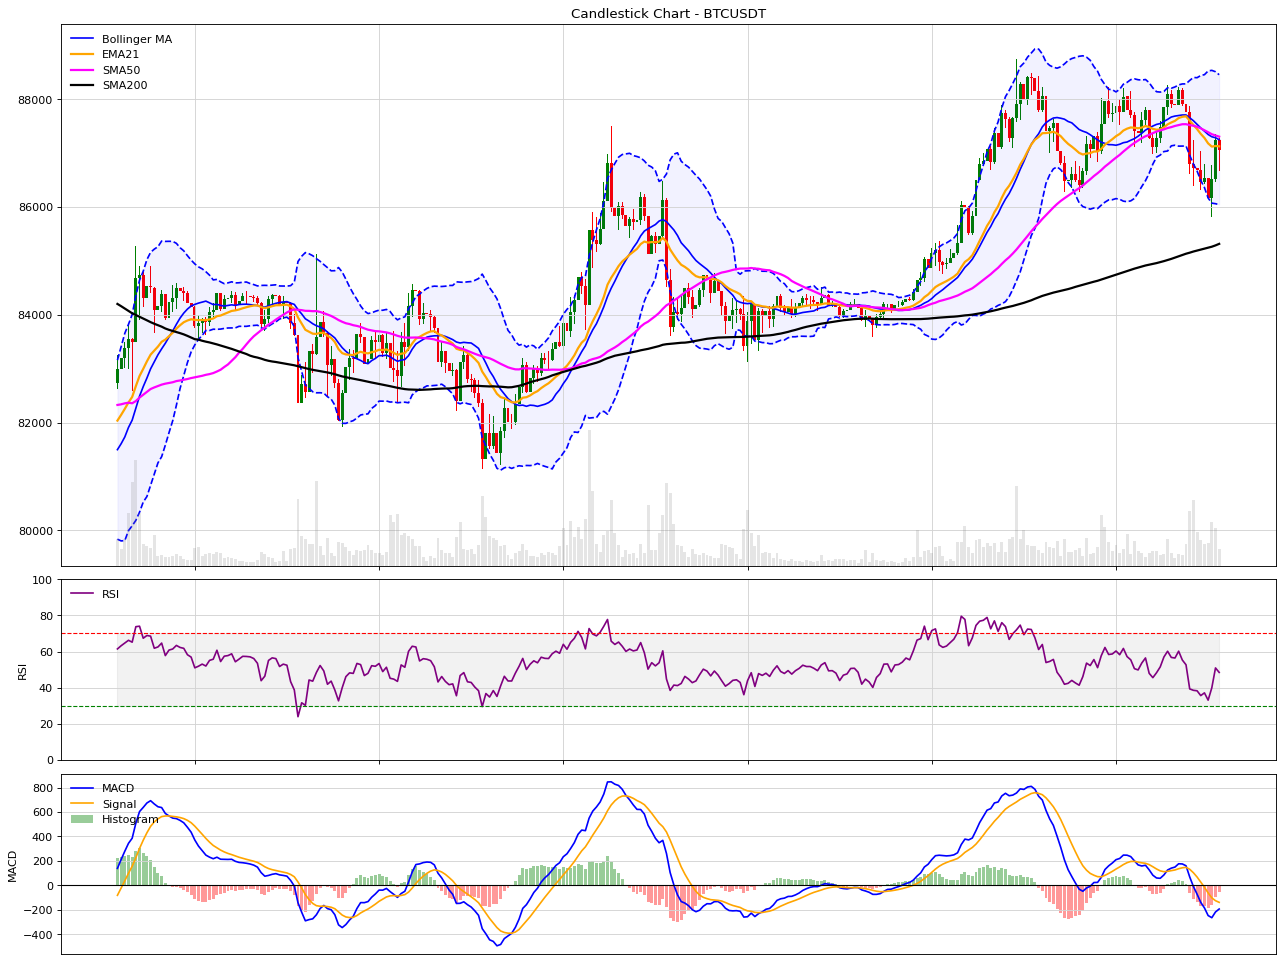 Candlestick Chart - BTCUSDT
Bollinger MA
EMA21
SMA50
SMA200
88000
86000
84000
82000
80000
RSI
100
80
60
40
20
0
RSI
MACD
Signal
Histogram
800
600
400
200
0
−200
−400
MACD